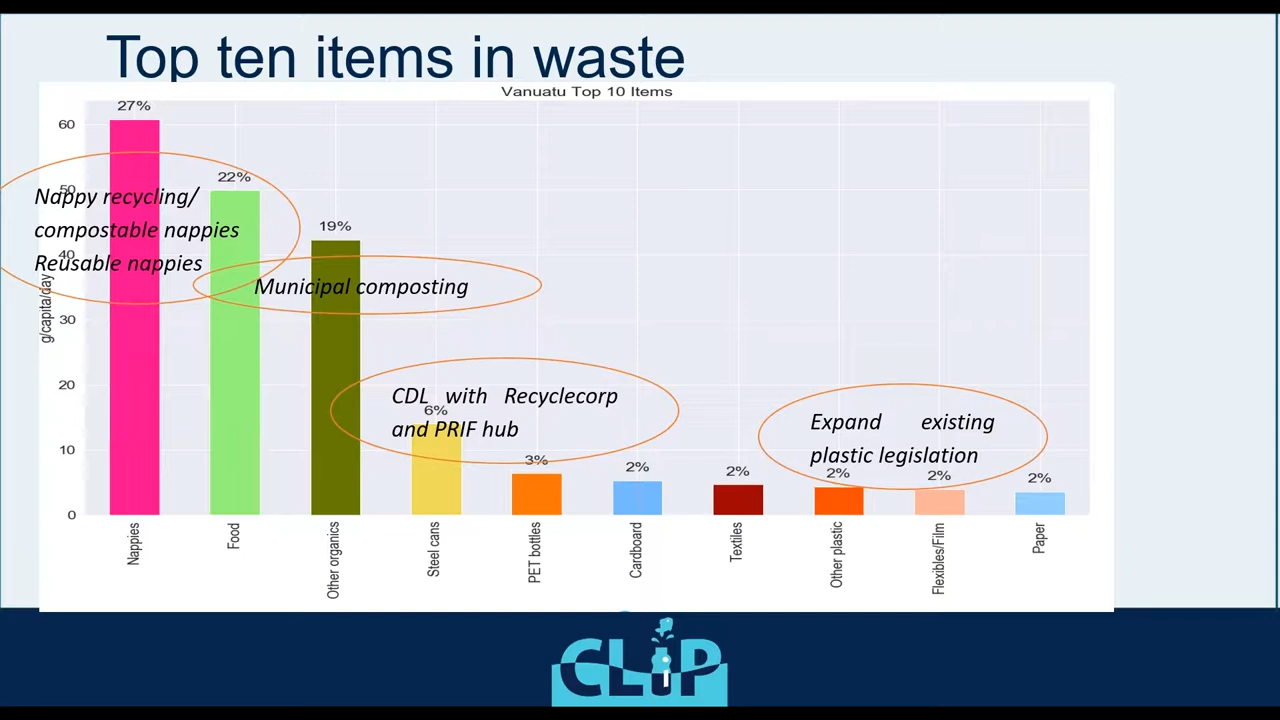 Top ten items in waste
Vanuatu Top 10 Items
27%
60
22%
50
Nappy recycling/
compostable nappies
Reusable nappies
19%
40
Municipal composting
g/capita/day
30
20
CDL with Recyclecorp
and PRIF hub
6%
Expand existing
plastic legislation
10
3%
2%
2%
2%
2%
2%
0
Nappies
Food
Other organics
Steel cans
PET bottles
Cardboard
Textiles
Other plastic
Flexibles/Film
Paper
CLiP